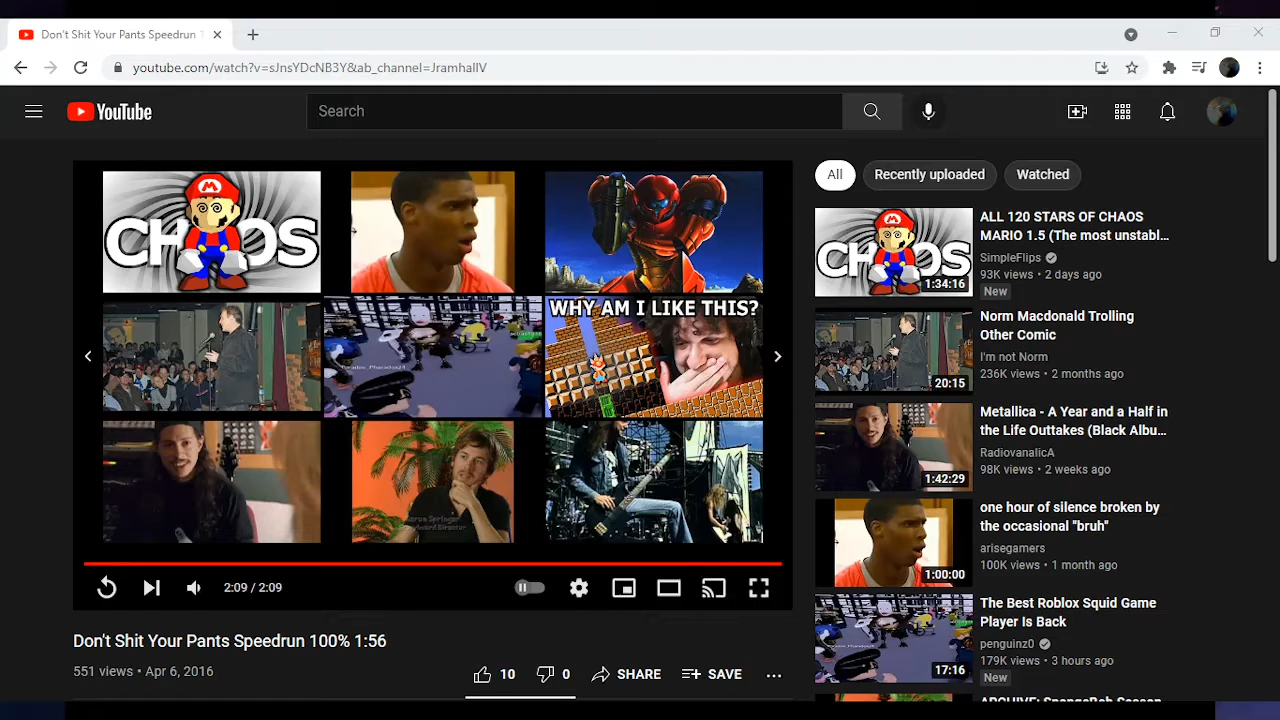 Don't Shit Your Pants Speedrun 1
youtube.com/watch?v=sJnsYDcNB3Y&ab_channel=JramhallV
YouTube
Search
CHAOS
WHY AM I LIKE THIS?
Storyboard Director
2:09 / 2:09
Don't Shit Your Pants Speedrun 100% 1:56
551 views • Apr 6, 2016
10
0
SHARE
SAVE
All
Recently uploaded
Watched
CHAOS
1:34:16
ALL 120 STARS OF CHAOS
MARIO 1.5 (The most unstabl...
SimpleFlips
93K views • 2 days ago
New
20:15
Norm Macdonald Trolling
Other Comic
I'm not Norm
236K views • 2 months ago
1:42:29
Metallica - A Year and a Half in
the Life Outtakes (Black Albu...
RadiovanalicA
98K views • 2 weeks ago
1:00:00
one hour of silence broken by
the occasional "bruh"
arisegamers
100K views • 1 month ago
17:16
The Best Roblox Squid Game
Player Is Back
penguinz0
179K views • 3 hours ago
New
ARCHIVE: SpongeBob Season